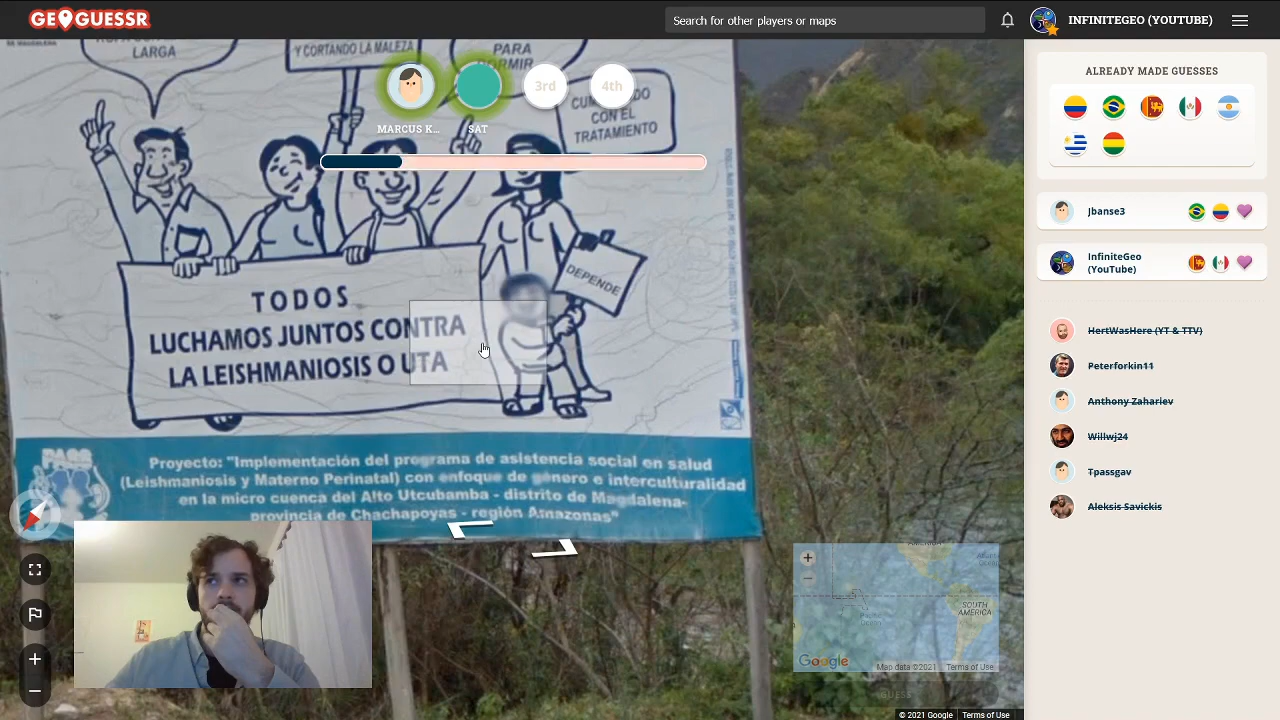 GEOGUESSR
Search for other players or maps
INFINITEGEO (YOUTUBE)
LARGA
Y CORTANDO LA MALEZA
PARA
DORMIR
CON EL
TRATAMIENTO
3rd
4th
MARCUS K...
SAT
DEPENDE
TODOS
LUCHAMOS JUNTOS CONTRA
LA LEISHMANIOSIS O UTA
Proyecto: "Implementación del programa de asistencia social en salud
(Leishmaniosis y Materno Perinatal) con enfoque de género e interculturalidad
en la micro cuenca del Alto Utcubamba - distrito de Magdalena-
provincia de Chachapoyas - región Amazonas"
ALREADY MADE GUESSES
Jbanse3
InfiniteGeo
(YouTube)
HertWasHere (YT & TTV)
Peterforkin11
Anthony Zahariev
Willwj24
Tpassgav
Aleksis Savickis
SOUTH
AMERICA
Google
Map data ©2021
Terms of Use
GUESS
© 2021 Google
Terms of Use